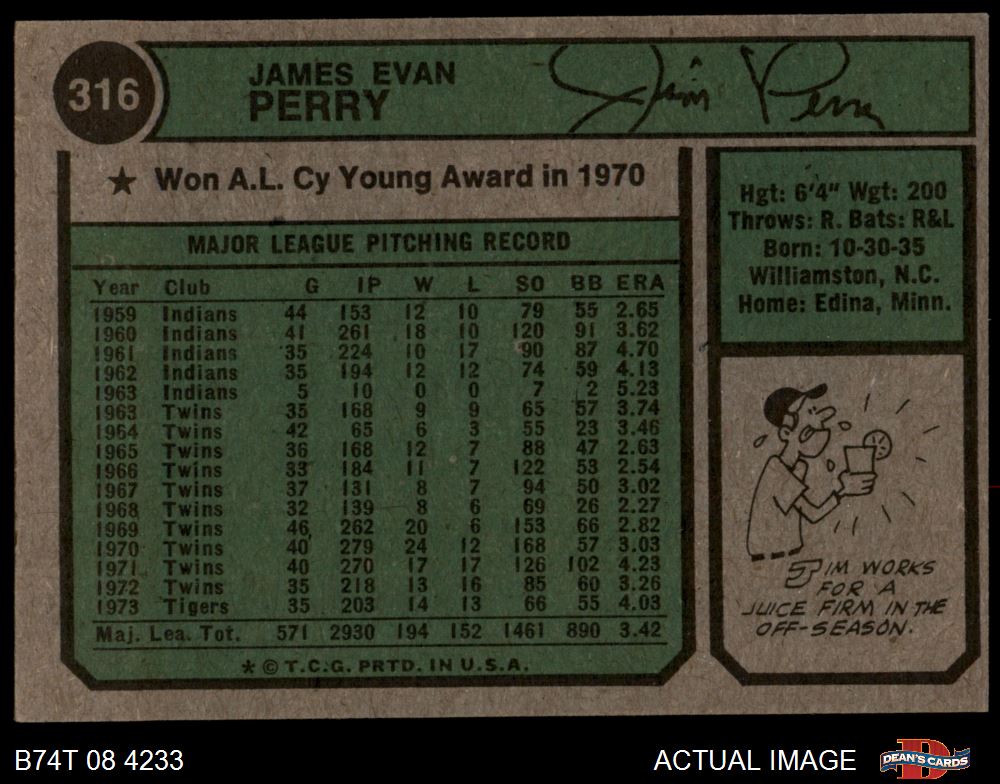 316
JAMES EVAN
PERRY
Jim Perry
★ Won A.L. Cy Young Award in 1970
MAJOR LEAGUE PITCHING RECORD
Year Club G IP W L SO BB ERA
1959 Indians 44 153 12 10 79 55 2.65
1960 Indians 41 261 18 10 120 91 3.62
1961 Indians 35 224 10 17 90 87 4.70
1962 Indians 35 194 12 12 74 59 4.13
1963 Indians 5 10 0 0 7 2 5.23
1963 Twins 35 168 9 9 65 57 3.74
1964 Twins 42 65 6 3 55 23 3.46
1965 Twins 36 168 12 7 88 47 2.63
1966 Twins 33 184 11 7 122 53 2.54
1967 Twins 37 131 8 7 94 50 3.02
1968 Twins 32 139 8 6 69 26 2.27
1969 Twins 46 262 20 6 153 66 2.82
1970 Twins 40 279 24 12 168 57 3.03
1971 Twins 40 270 17 17 126 102 4.23
1972 Twins 35 218 13 16 85 60 3.26
1973 Tigers 35 203 14 13 66 55 4.03
Maj. Lea. Tot. 571 2930 194 152 1461 890 3.42
★ © T.C.G. PRTD. IN U.S.A.
Hgt: 6'4" Wgt: 200
Throws: R. Bats: R&L
Born: 10-30-35
Williamston, N.C.
Home: Edina, Minn.
JIM WORKS
FOR A
JUICE FIRM IN THE
OFF-SEASON.
B74T 08 4233
ACTUAL IMAGE
DEAN'S CARDS